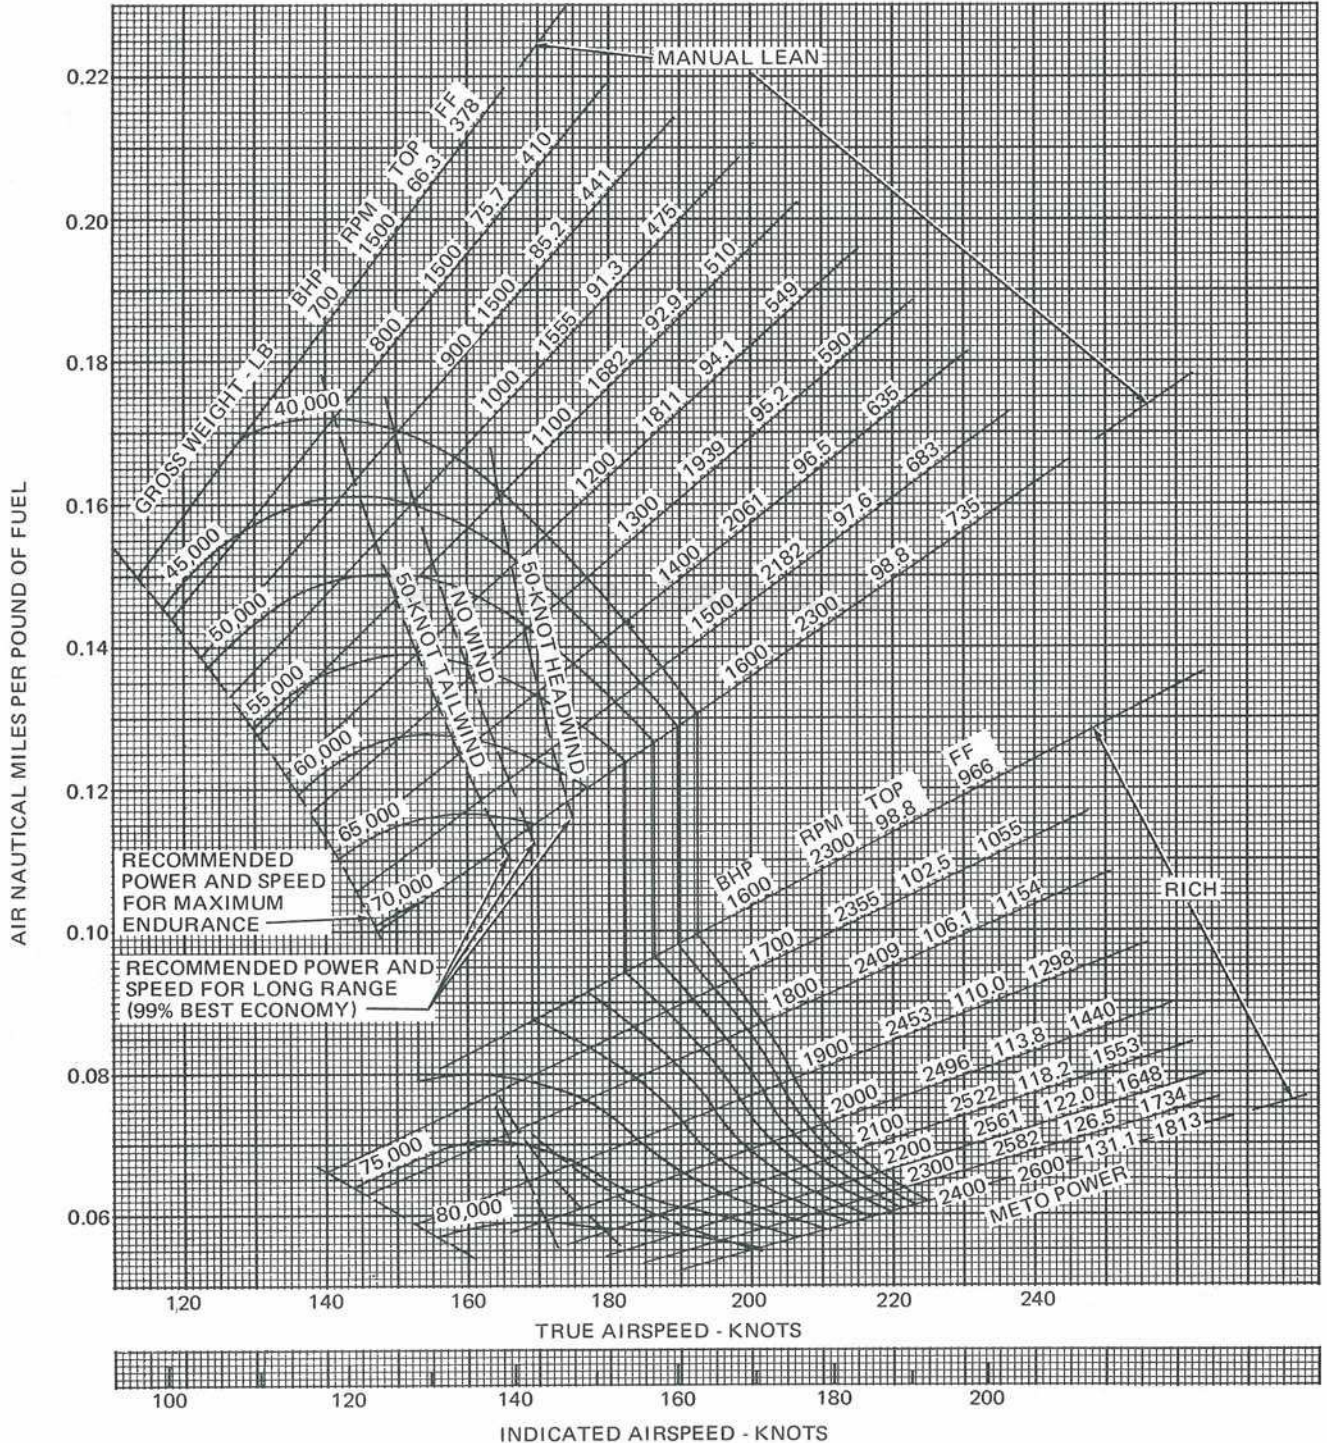 MANUAL LEAN
0.22
0.20
0.18
0.16
0.14
0.12
0.10
0.08
0.06
AIR NAUTICAL MILES PER POUND OF FUEL
BHP RPM TOP FF
700 1500 66.3 378
800 1500 75.7 410
900 1500 85.2 441
1000 1555 91.3 475
1100 1682 92.9 510
1200 1811 94.1 549
1300 1939 95.2 590
1400 2061 96.5 635
1500 2182 97.6 683
1600 2300 98.8 735
GROSS WEIGHT - LB
40,000
45,000
50,000
55,000
60,000
65,000
70,000
75,000
80,000
50-KNOT TAILWIND
NO WIND
50-KNOT HEADWIND
RECOMMENDED
POWER AND SPEED
FOR MAXIMUM
ENDURANCE
RECOMMENDED POWER AND
SPEED FOR LONG RANGE
(99% BEST ECONOMY)
BHP RPM TOP FF
1600 2300 98.8 966
1700 2355 102.5 1055
1800 2409 106.1 1154
1900 2453 110.0 1298
2000 2496 113.8 1440
2100 2522 118.2 1553
2200 2561 122.0 1648
2300 2582 126.5 1734
2400 2600 131.1 1813
METO POWER
RICH
120 140 160 180 200 220 240
TRUE AIRSPEED - KNOTS
100 120 140 160 180 200
INDICATED AIRSPEED - KNOTS